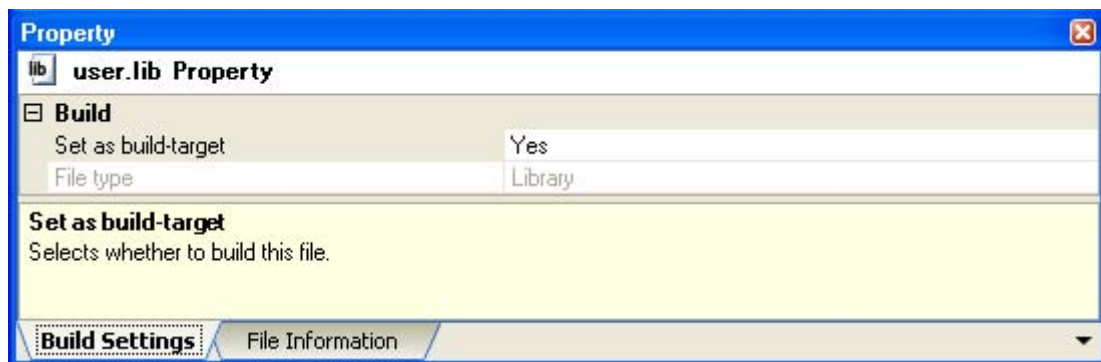 Property
lib user.lib Property
Build
Set as build-target Yes
File type Library
Set as build-target
Selects whether to build this file.
Build Settings File Information